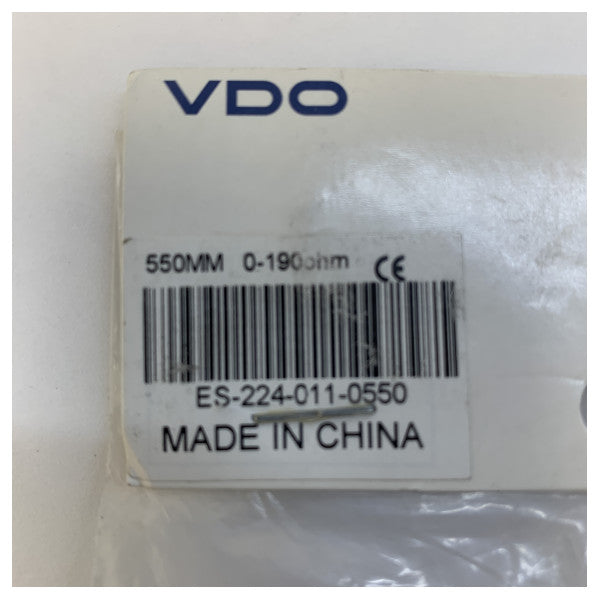 VDO
550MM 0-190ohm CE
ES-224-011-0550
MADE IN CHINA